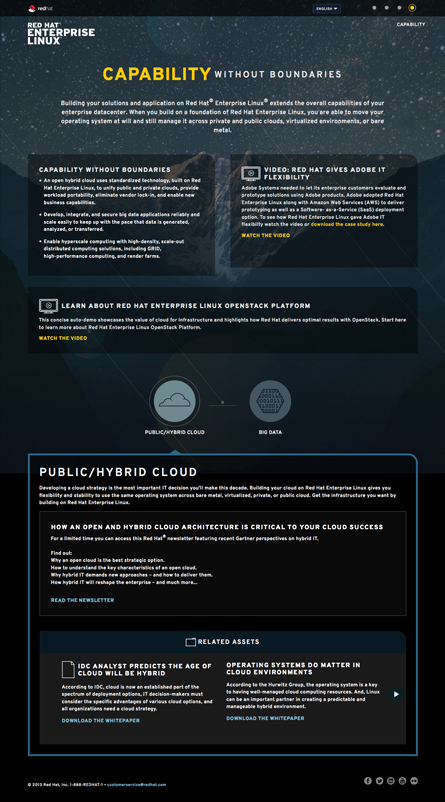 redhat
ENGLISH
RED HAT®
ENTERPRISE
LINUX
CAPABILITY
CAPABILITY WITHOUT BOUNDARIES
Building your solutions and application on Red Hat® Enterprise Linux® extends the overall capabilities of your
enterprise datacenter. When you build on a foundation of Red Hat Enterprise Linux, you are able to move your
operating system at will and still manage it across private and public clouds, virtualized environments, or bare
metal.
CAPABILITY WITHOUT BOUNDARIES
• An open hybrid cloud uses standardized technology, built on Red
Hat Enterprise Linux, to unify public and private clouds, provide
workload portability, eliminate vendor lock-in, and enable new
business capabilities.
• Develop, integrate, and secure big data applications reliably and
scale easily to keep up with the pace that data is generated,
analyzed, or transferred.
• Enable hyperscale computing with high-density, scale-out
distributed computing solutions, including GRID,
high-performance computing, and render farms.
VIDEO: RED HAT GIVES ADOBE IT
FLEXIBILITY
Adobe Systems needed to let its enterprise customers evaluate and
prototype solutions using Adobe products. Adobe adopted Red Hat
Enterprise Linux along with Amazon Web Services (AWS) to deliver
prototyping as well as a Software- as-a-Service (SaaS) deployment
option. To see how Red Hat Enterprise Linux gave Adobe IT
flexibilty watch the video or download the case study here.
WATCH THE VIDEO
LEARN ABOUT RED HAT ENTERPRISE LINUX OPENSTACK PLATFORM
This concise auto-demo showcases the value of cloud for infrastructure and highlights how Red Hat delivers optimal results with OpenStack. Start here
to learn more about Red Hat Enterprise Linux OpenStack Platform.
WATCH THE VIDEO
PUBLIC/HYBRID CLOUD
BIG DATA
PUBLIC/HYBRID CLOUD
Developing a cloud strategy is the most important IT decision you'll make this decade. Building your cloud on Red Hat Enterprise Linux gives you
flexibility and stability to use the same operating system across bare metal, virtualized, private, or public cloud. Get the infrastructure you want by
building on Red Hat Enterprise Linux.
HOW AN OPEN AND HYBRID CLOUD ARCHITECTURE IS CRITICAL TO YOUR CLOUD SUCCESS
For a limited time you can access this Red Hat® newsletter featuring recent Gartner perspectives on hybrid IT.
Find out:
Why an open cloud is the best strategic option.
How to understand the key characteristics of an open cloud.
Why hybrid IT demands new approaches – and how to deliver them.
How hybrid IT will reshape the enterprise – and much more...
READ THE NEWSLETTER
RELATED ASSETS
IDC ANALYST PREDICTS THE AGE OF
CLOUD WILL BE HYBRID
According to IDC, cloud is now an established part of the
spectrum of deployment options, IT decision-makers must
consider the specific advantages of various cloud options, and
all organizations need a cloud strategy.
DOWNLOAD THE WHITEPAPER
OPERATING SYSTEMS DO MATTER IN
CLOUD ENVIRONMENTS
According to the Hurwitz Group, the operating system is a key
to having well-managed cloud computing resources. And, Linux
can be an important partner in creating a predictable and
manageable hybrid environment.
DOWNLOAD THE WHITEPAPER
© 2013 Red Hat, Inc. 1-888-REDHAT-1 • customerservice@redhat.com